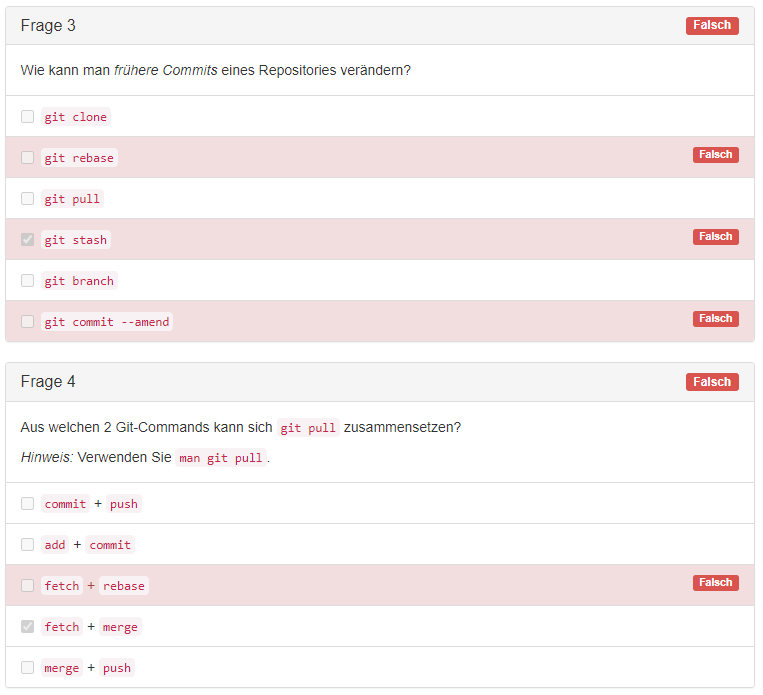 Frage 3 Falsch
Wie kann man frühere Commits eines Repositories verändern?
git clone
git rebase Falsch
git pull
git stash Falsch
git branch
git commit --amend Falsch
Frage 4 Falsch
Aus welchen 2 Git-Commands kann sich git pull zusammensetzen?
Hinweis: Verwenden Sie man git pull.
commit + push
add + commit
fetch + rebase Falsch
fetch + merge
merge + push